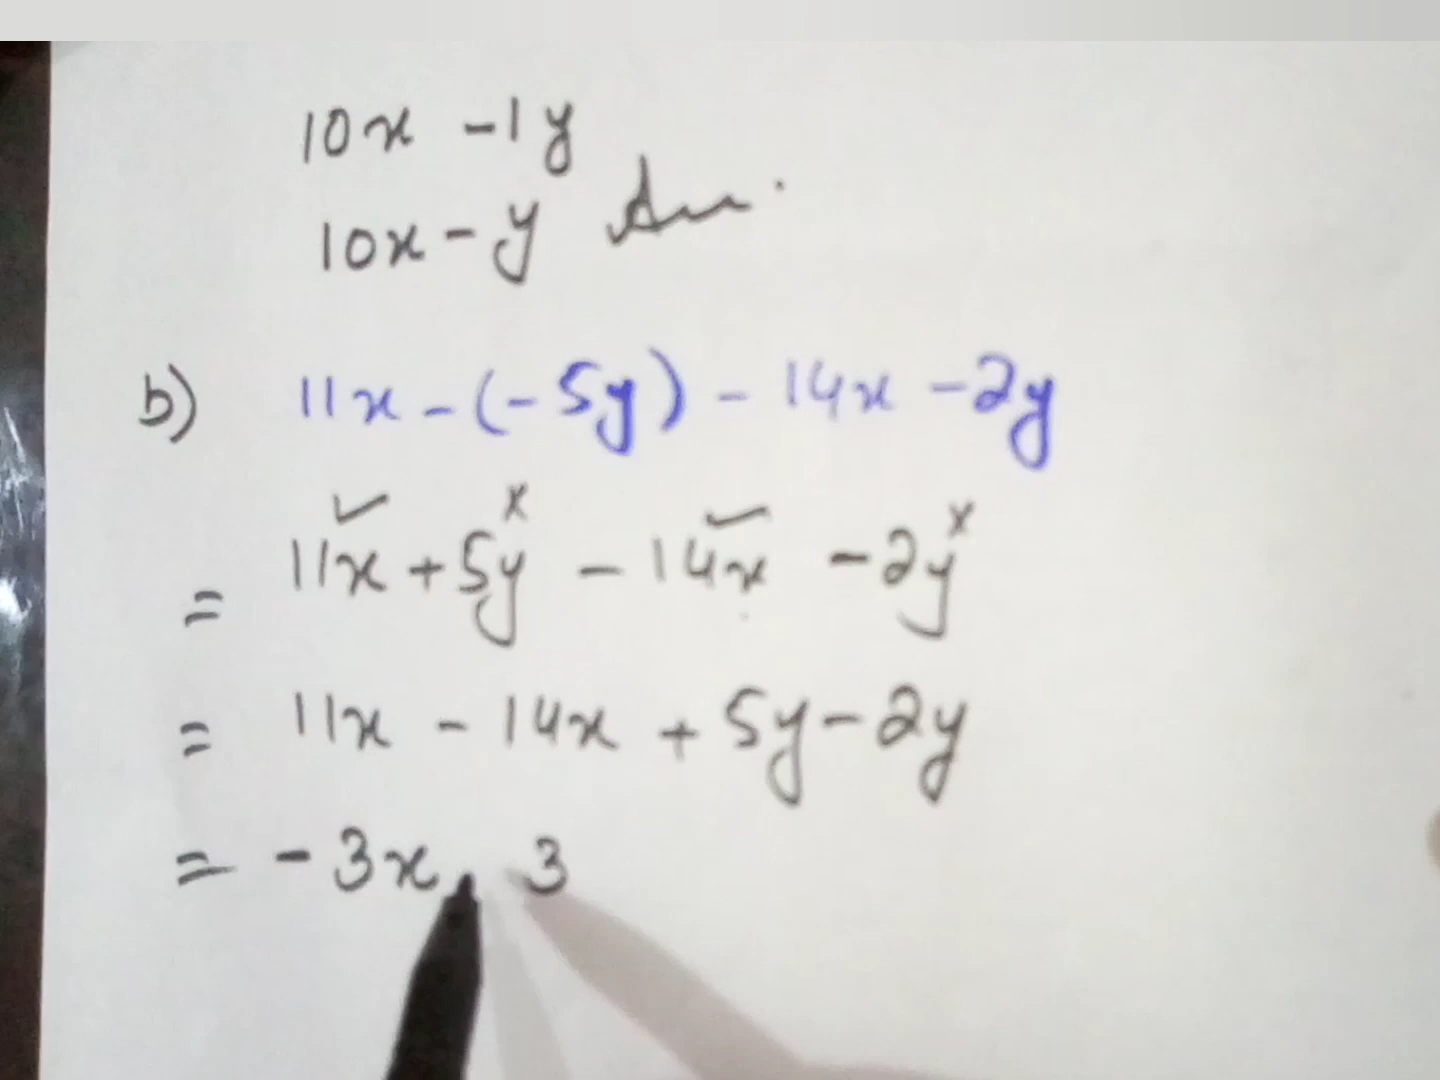 10x - 1y
10x - y Ans.
b) 11x - (-5y) - 14x - 2y
= 11x + 5y - 14x - 2y
= 11x - 14x + 5y - 2y
= -3x 3